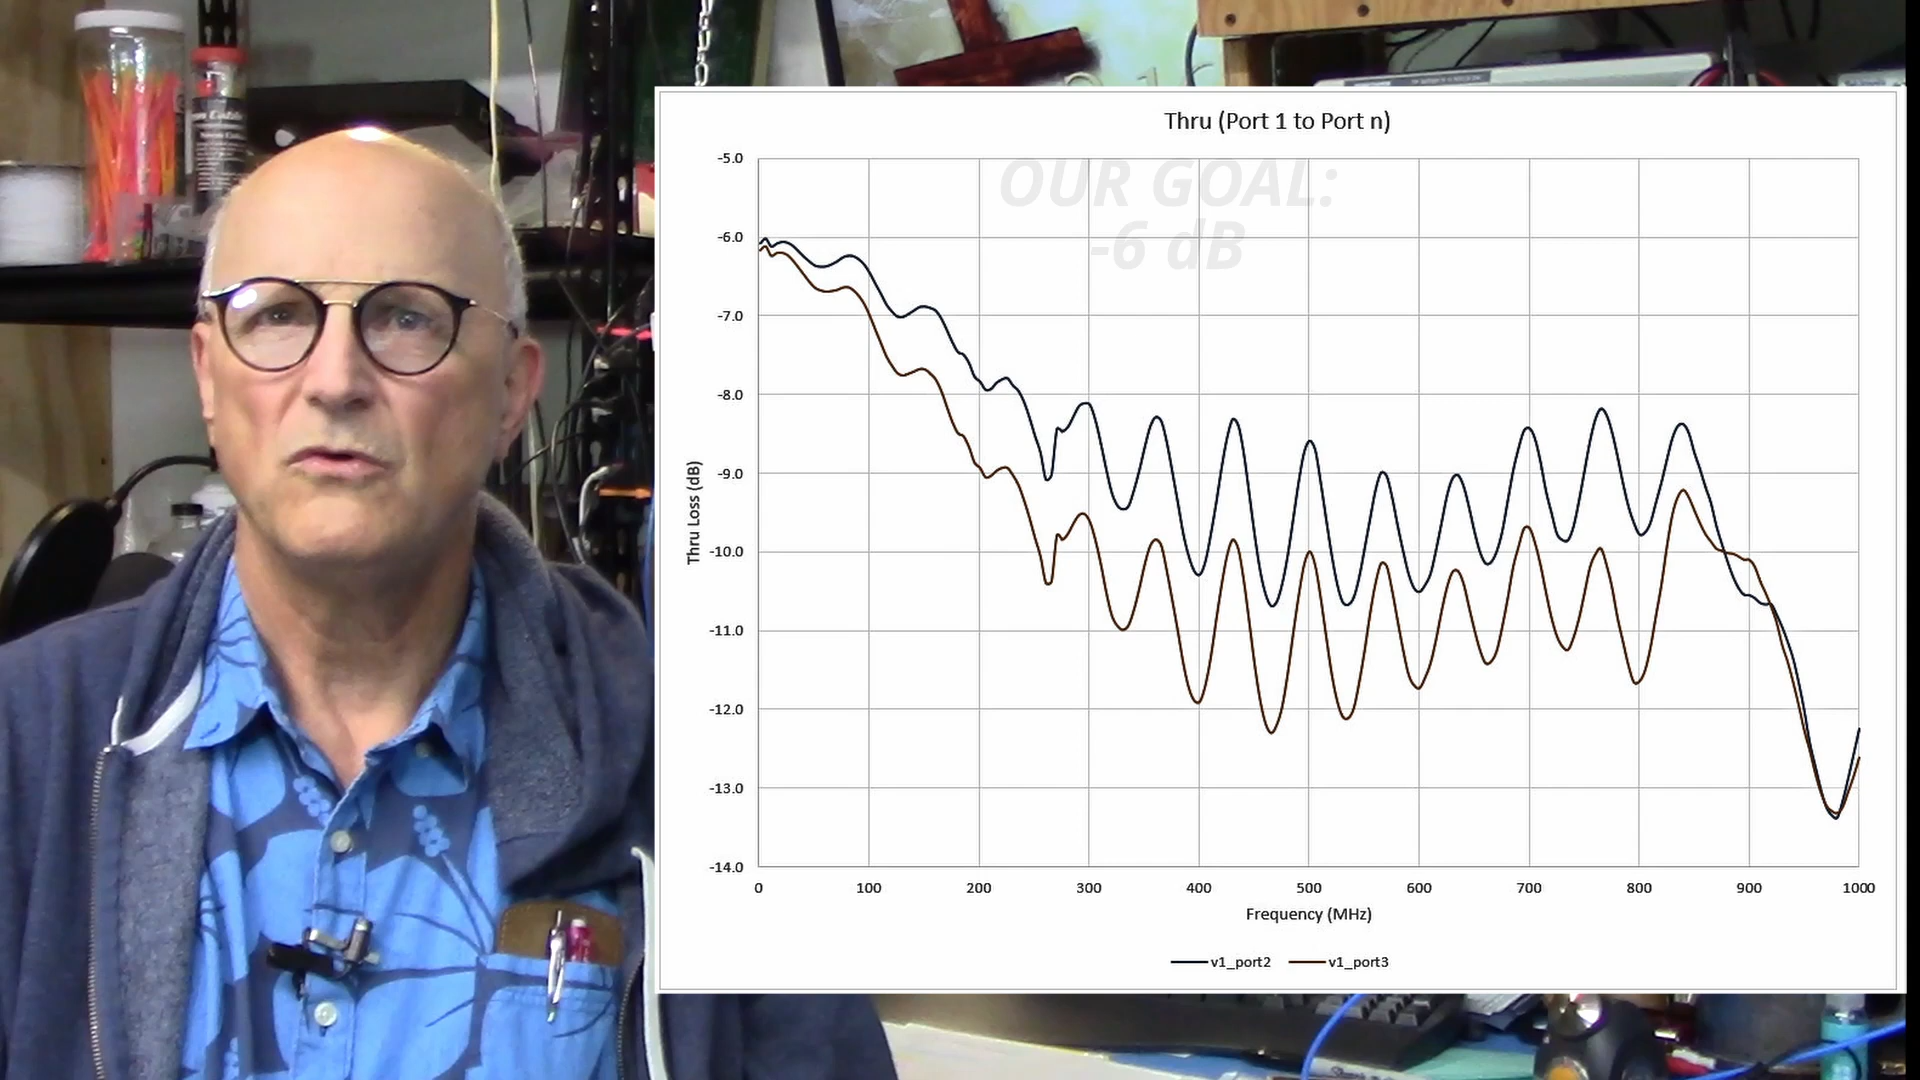 Thru (Port 1 to Port n)
OUR GOAL:
-6 dB
-5.0
-6.0
-7.0
-8.0
-9.0
-10.0
-11.0
-12.0
-13.0
-14.0
Thru Loss (dB)
0 100 200 300 400 500 600 700 800 900 1000
Frequency (MHz)
v1_port2 v1_port3